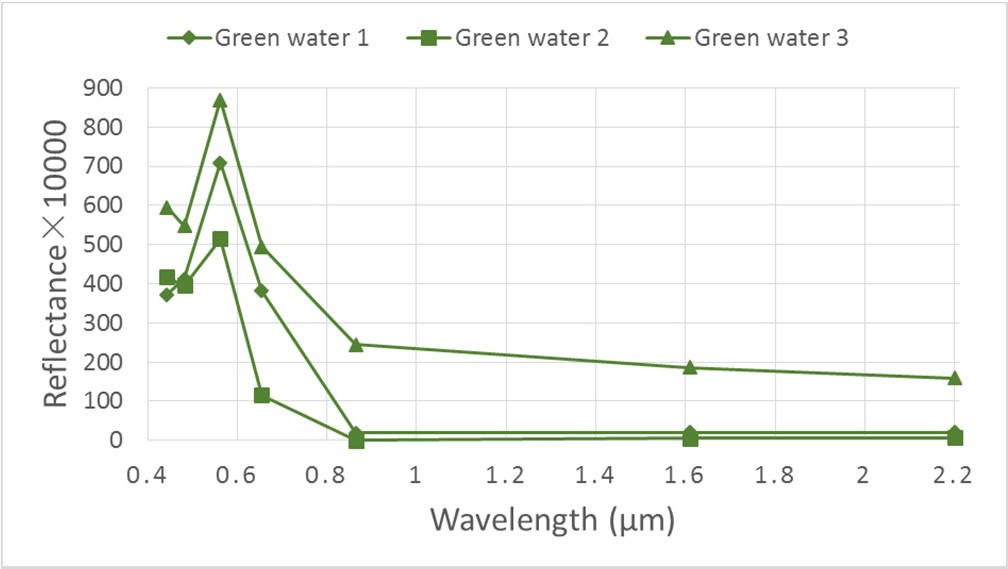 Green water 1 Green water 2 Green water 3
900
800
700
600
500
400
300
200
100
0
Reflectance×10000
0.4 0.6 0.8 1 1.2 1.4 1.6 1.8 2 2.2
Wavelength (μm)